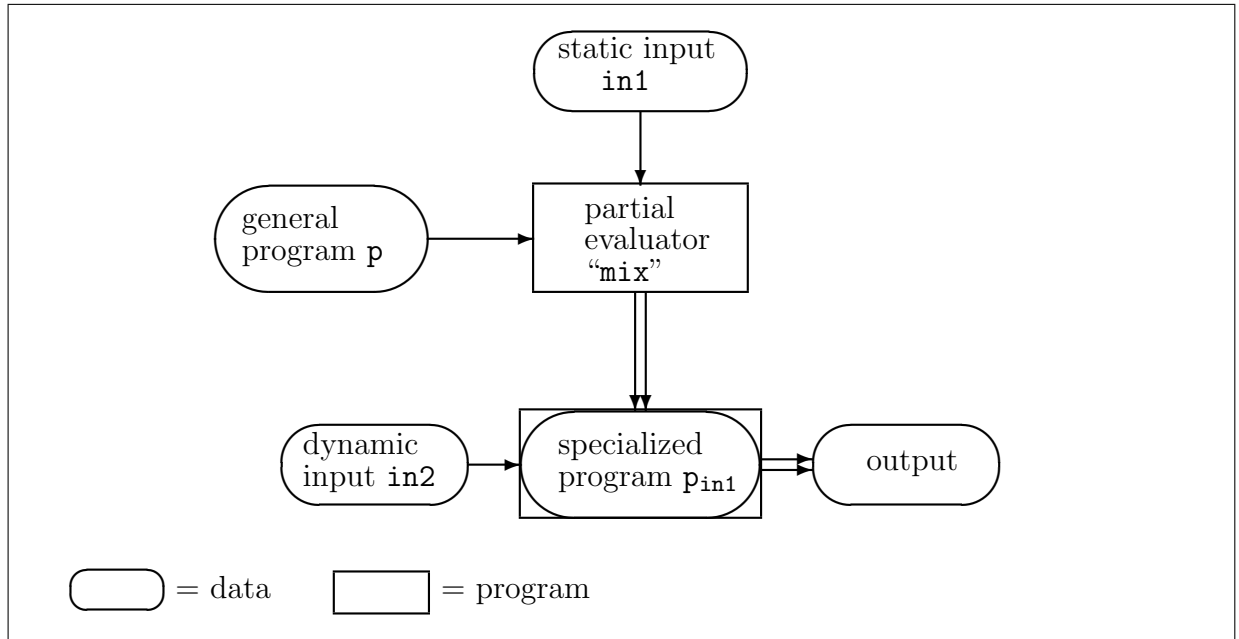 static input
in1
general
program p
partial
evaluator
“mix”
dynamic
input in2
specialized
program p_in1
output
= data
= program